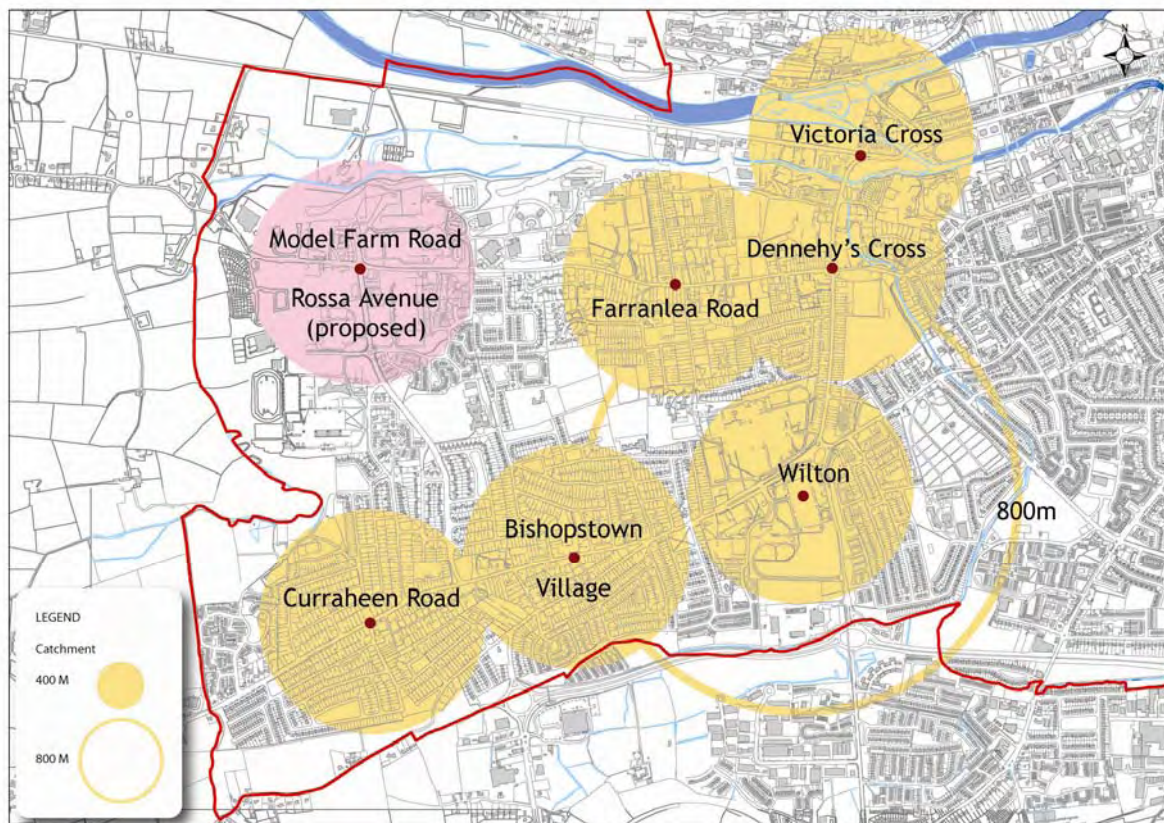 N
Victoria Cross
Model Farm Road
Dennehy's Cross
Rossa Avenue
(proposed)
Farranlea Road
Wilton
800m
Bishopstown
Village
Curraheen Road
LEGEND
Catchment
400 M
800 M